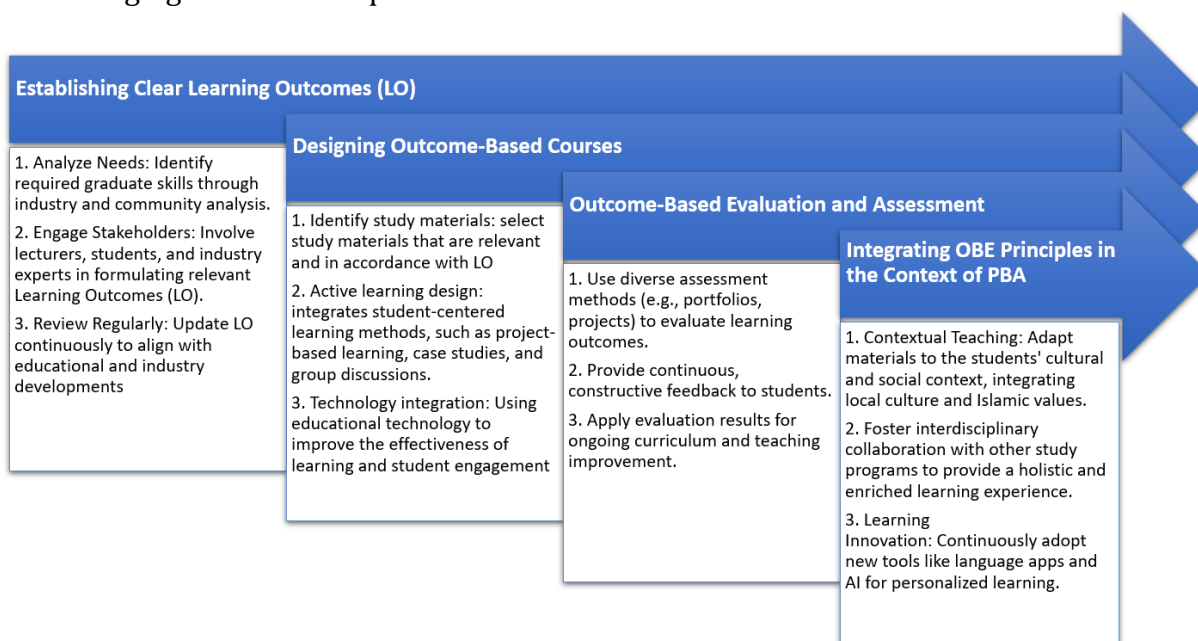 Establishing Clear Learning Outcomes (LO)
1. Analyze Needs: Identify
required graduate skills through
industry and community analysis.
2. Engage Stakeholders: Involve
lecturers, students, and industry
experts in formulating relevant
Learning Outcomes (LO).
3. Review Regularly: Update LO
continuously to align with
educational and industry
developments
Designing Outcome-Based Courses
1. Identify study materials: select
study materials that are relevant
and in accordance with LO
2. Active learning design:
integrates student-centered
learning methods, such as project-
based learning, case studies, and
group discussions.
3. Technology integration: Using
educational technology to
improve the effectiveness of
learning and student engagement
Outcome-Based Evaluation and Assessment
1. Use diverse assessment
methods (e.g., portfolios,
projects) to evaluate learning
outcomes.
2. Provide continuous,
constructive feedback to students.
3. Apply evaluation results for
ongoing curriculum and teaching
improvement.
Integrating OBE Principles in
the Context of PBA
1. Contextual Teaching: Adapt
materials to the students' cultural
and social context, integrating
local culture and Islamic values.
2. Foster interdisciplinary
collaboration with other study
programs to provide a holistic and
enriched learning experience.
3. Learning
Innovation: Continuously adopt
new tools like language apps and
AI for personalized learning.